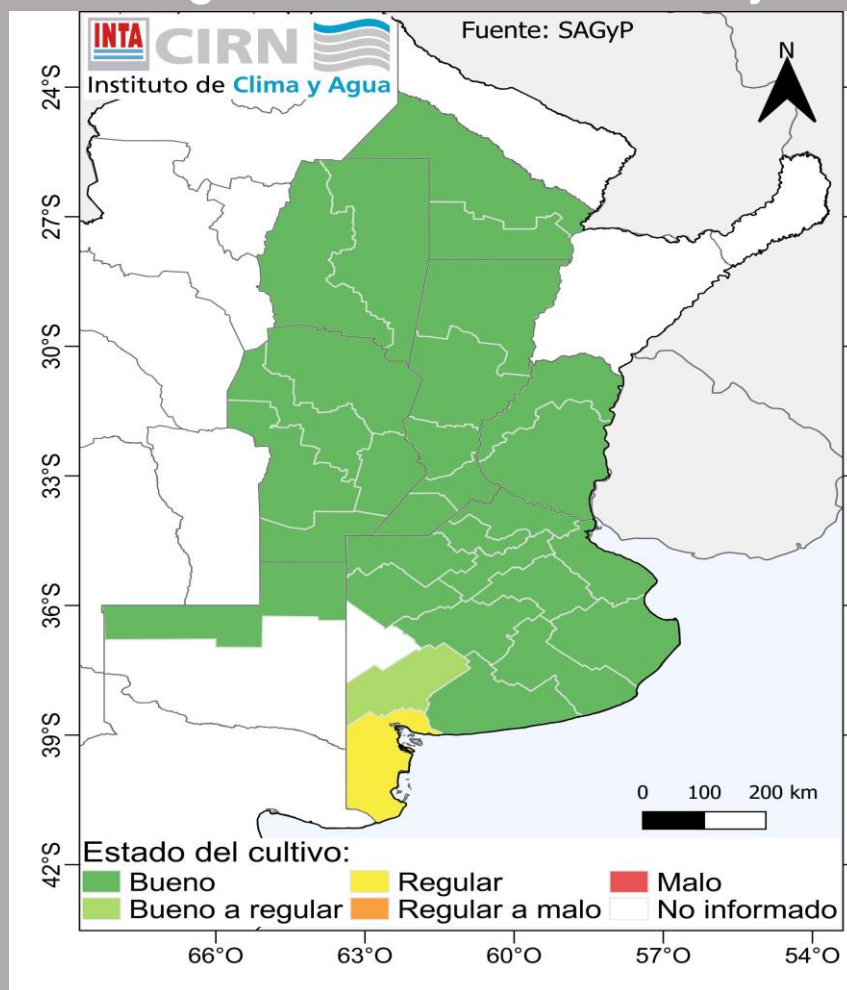 INTA CIRN
Instituto de Clima y Agua
Fuente: SAGyP
N
24°S
27°S
30°S
33°S
36°S
39°S
42°S
0 100 200 km
Estado del cultivo:
Bueno
Regular
Malo
Bueno a regular
Regular a malo
No informado
66°O 63°O 60°O 57°O 54°O